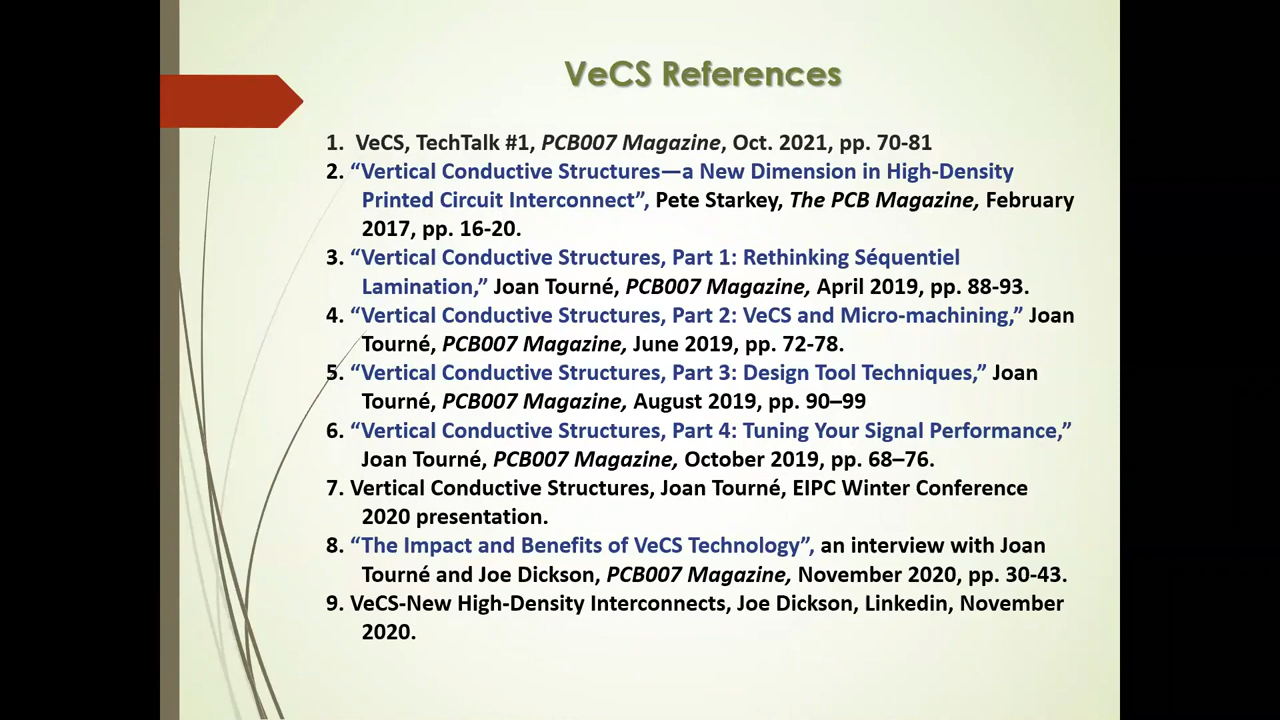 VeCS References
1. VeCS, TechTalk #1, PCB007 Magazine, Oct. 2021, pp. 70-81
2. “Vertical Conductive Structures—a New Dimension in High-Density
Printed Circuit Interconnect”, Pete Starkey, The PCB Magazine, February
2017, pp. 16-20.
3. “Vertical Conductive Structures, Part 1: Rethinking Séquentiel
Lamination,” Joan Tourné, PCB007 Magazine, April 2019, pp. 88-93.
4. “Vertical Conductive Structures, Part 2: VeCS and Micro-machining,” Joan
Tourné, PCB007 Magazine, June 2019, pp. 72-78.
5. “Vertical Conductive Structures, Part 3: Design Tool Techniques,” Joan
Tourné, PCB007 Magazine, August 2019, pp. 90–99
6. “Vertical Conductive Structures, Part 4: Tuning Your Signal Performance,”
Joan Tourné, PCB007 Magazine, October 2019, pp. 68–76.
7. Vertical Conductive Structures, Joan Tourné, EIPC Winter Conference
2020 presentation.
8. “The Impact and Benefits of VeCS Technology”, an interview with Joan
Tourné and Joe Dickson, PCB007 Magazine, November 2020, pp. 30-43.
9. VeCS-New High-Density Interconnects, Joe Dickson, Linkedin, November
2020.